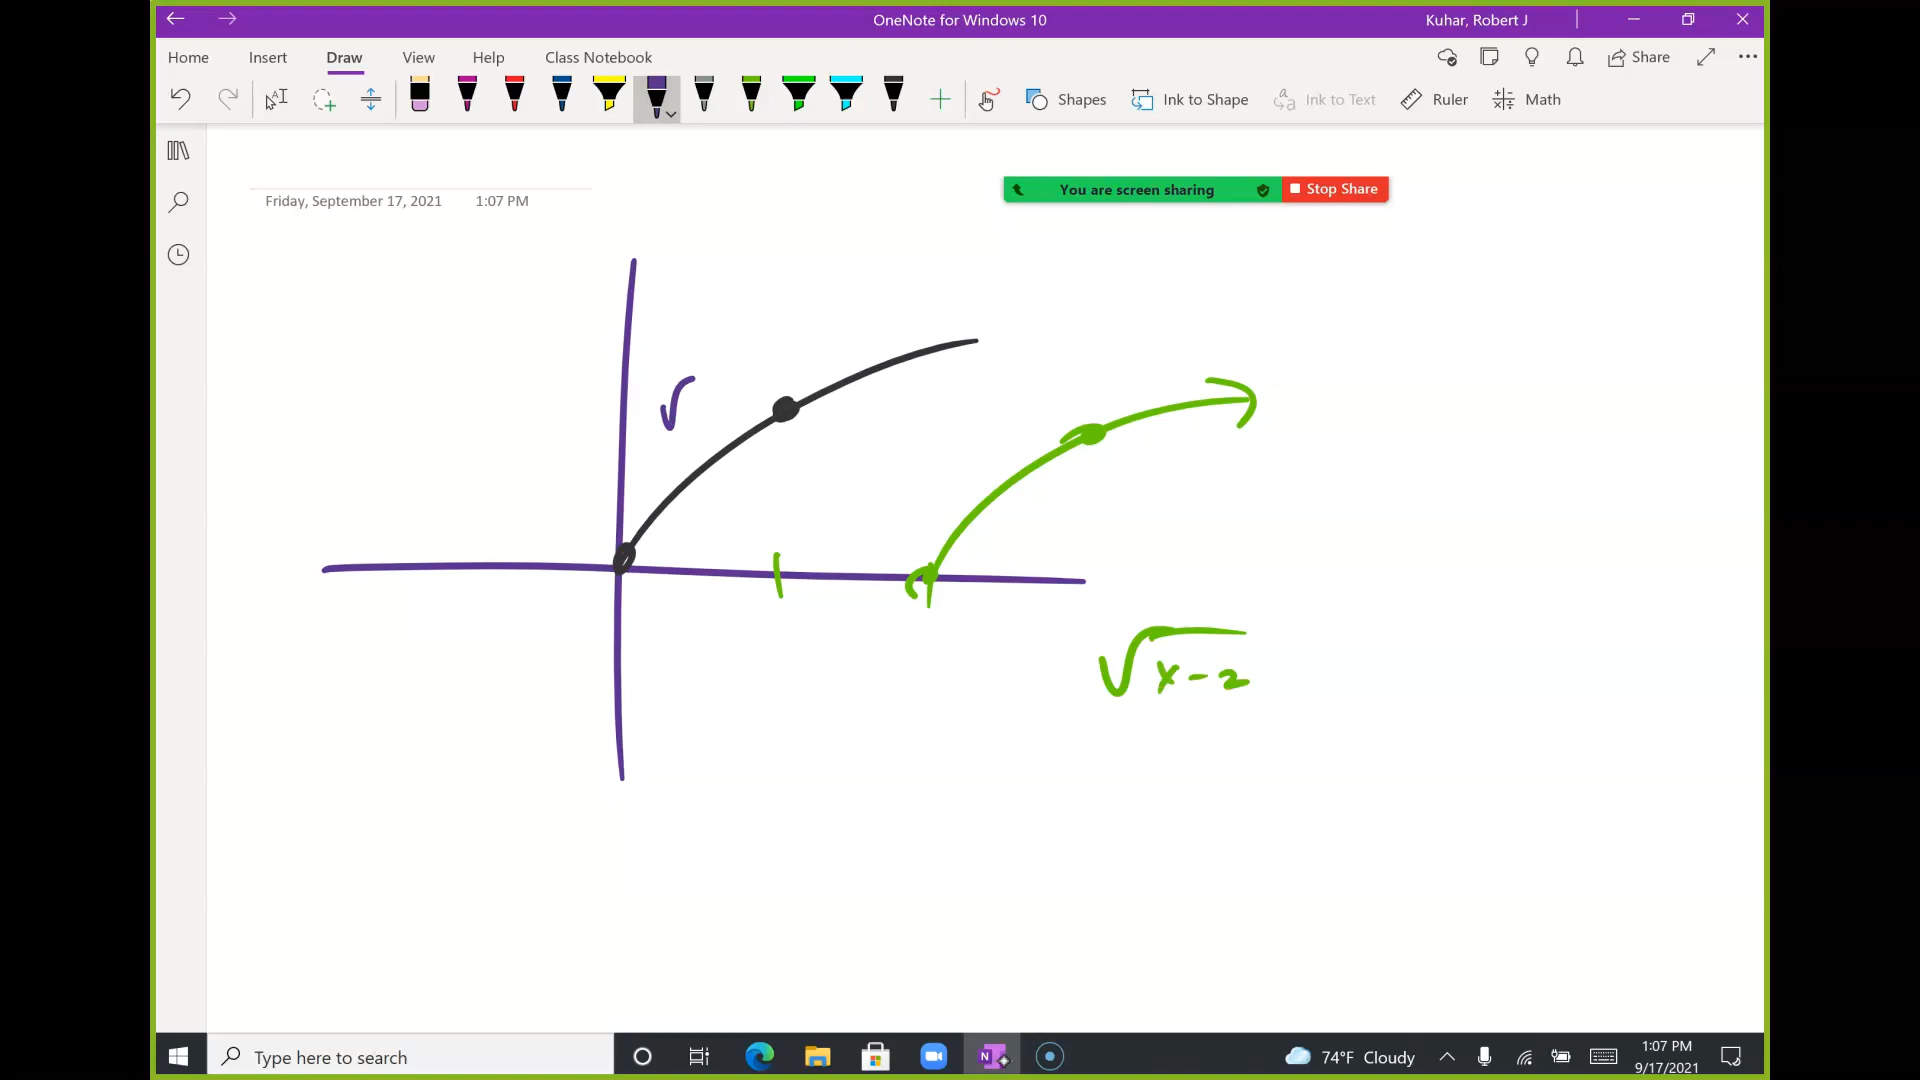 OneNote for Windows 10
Kuhar, Robert J
Home Insert Draw View Help Class Notebook
Share
Shapes Ink to Shape Ink to Text Ruler Math
You are screen sharing Stop Share
Friday, September 17, 2021 1:07 PM
√
√x-2
Type here to search
74°F Cloudy
1:07 PM
9/17/2021